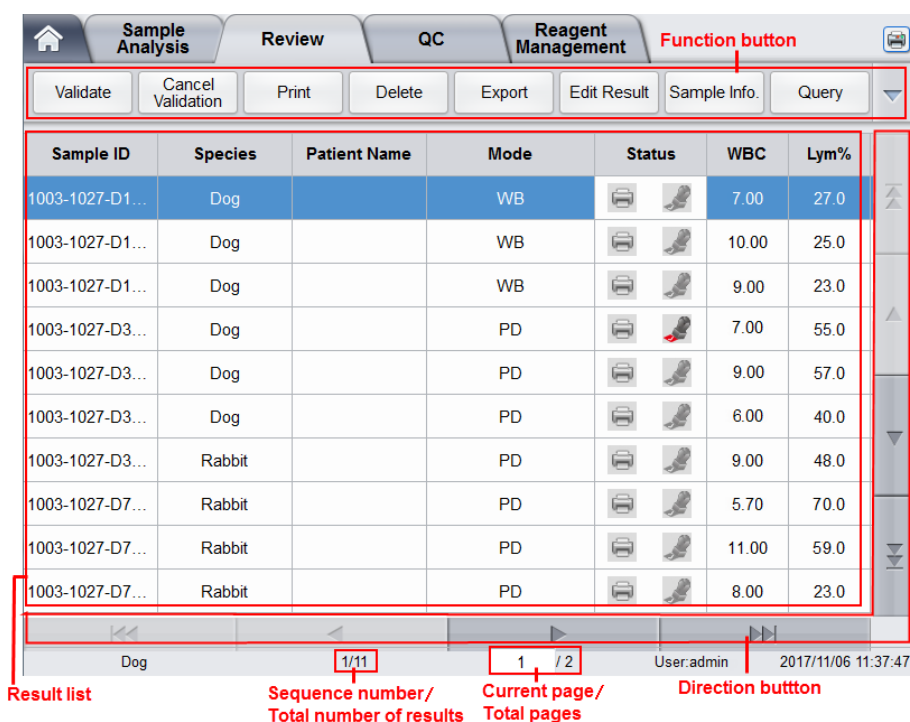 Sample Analysis Review QC Reagent Management
Function button
Validate Cancel Validation Print Delete Export Edit Result Sample Info. Query
Sample ID Species Patient Name Mode Status WBC Lym%
1003-1027-D1... Dog WB 7.00 27.0
1003-1027-D1... Dog WB 10.00 25.0
1003-1027-D1... Dog WB 9.00 23.0
1003-1027-D3... Dog PD 7.00 55.0
1003-1027-D3... Dog PD 9.00 57.0
1003-1027-D3... Dog PD 6.00 40.0
1003-1027-D3... Rabbit PD 9.00 48.0
1003-1027-D7... Rabbit PD 5.70 70.0
1003-1027-D7... Rabbit PD 11.00 59.0
1003-1027-D7... Rabbit PD 8.00 23.0
Dog 1/11 1 / 2 User:admin 2017/11/06 11:37:47
Result list
Sequence number/
Total number of results
Current page/
Total pages
Direction buttton